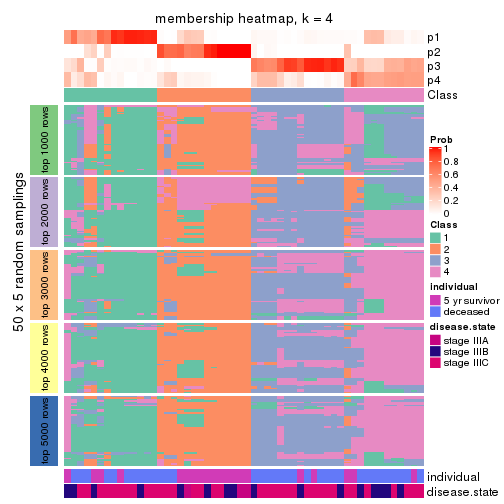 membership heatmap, k = 4
p1
p2
p3
p4
Class
50 x 5 random samplings
top 1000 rows
top 2000 rows
top 3000 rows
top 4000 rows
top 5000 rows
individual
disease.state
Prob
1
0.8
0.6
0.4
0.2
0
Class
1
2
3
4
individual
5 yr survivor
deceased
disease.state
stage IIIA
stage IIIB
stage IIIC